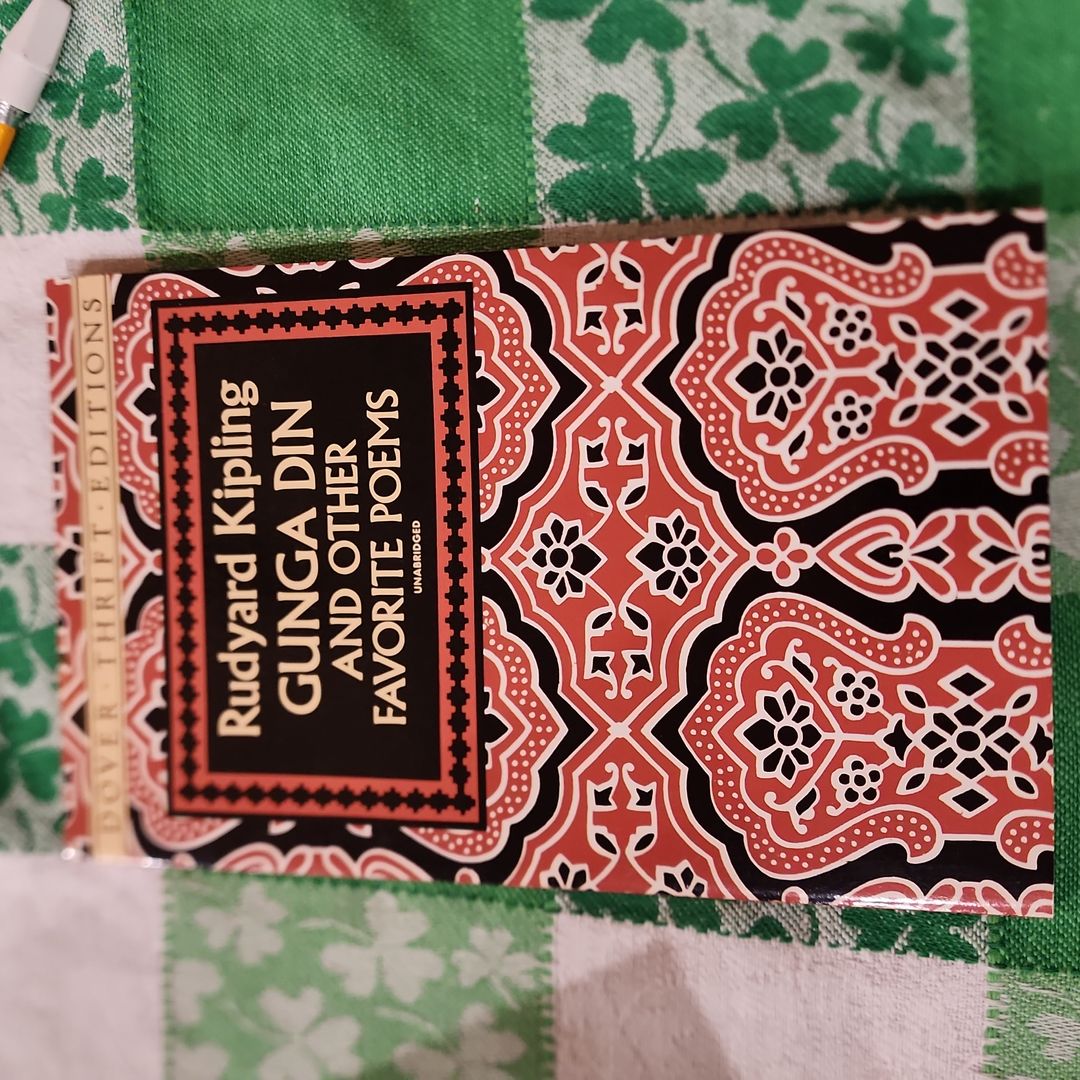 DOVER · THRIFT · EDITIONS
Rudyard Kipling
GUNGA DIN
AND OTHER
FAVORITE POEMS
UNABRIDGED